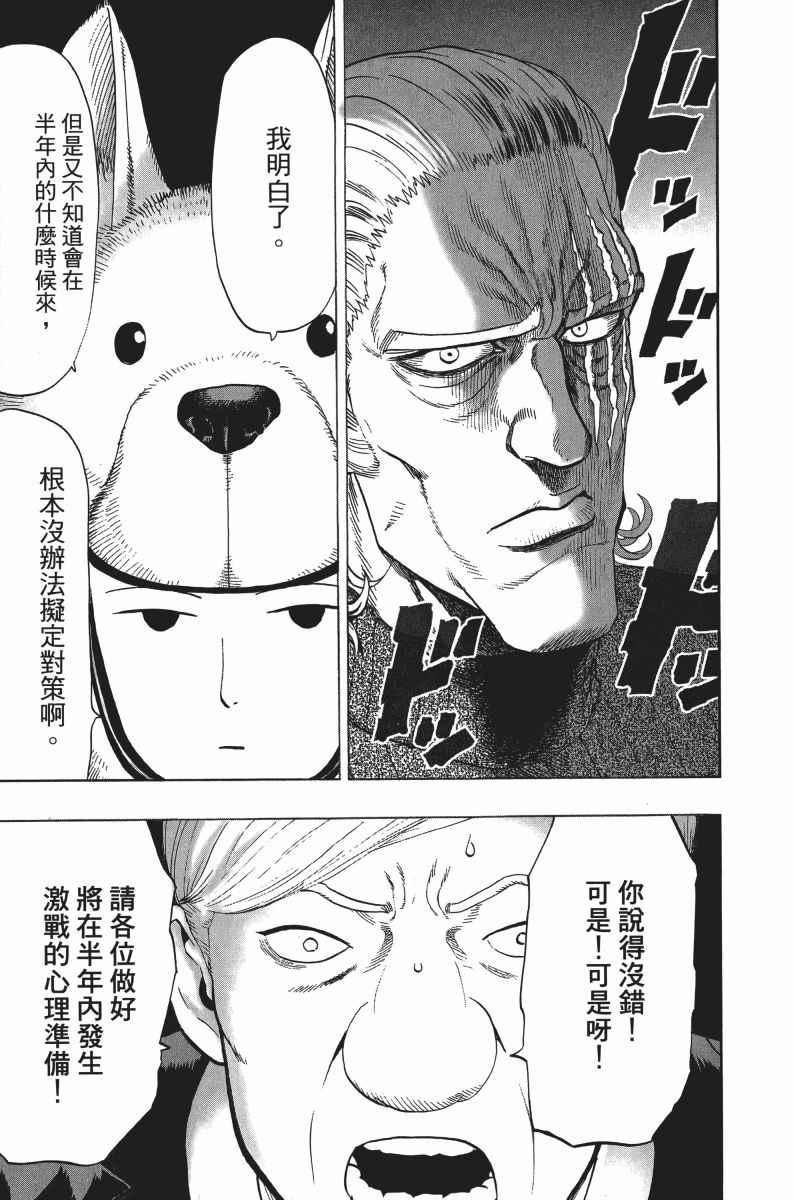 ドッ
ドッ
ドッ
ドッ
我明白了。
但是又不知道會在
半年內的什麼時候來，
根本沒辦法擬定對策啊。
你說得沒錯！
可是！可是呀！
請各位做好
將在半年內發生
激戰的心理準備！